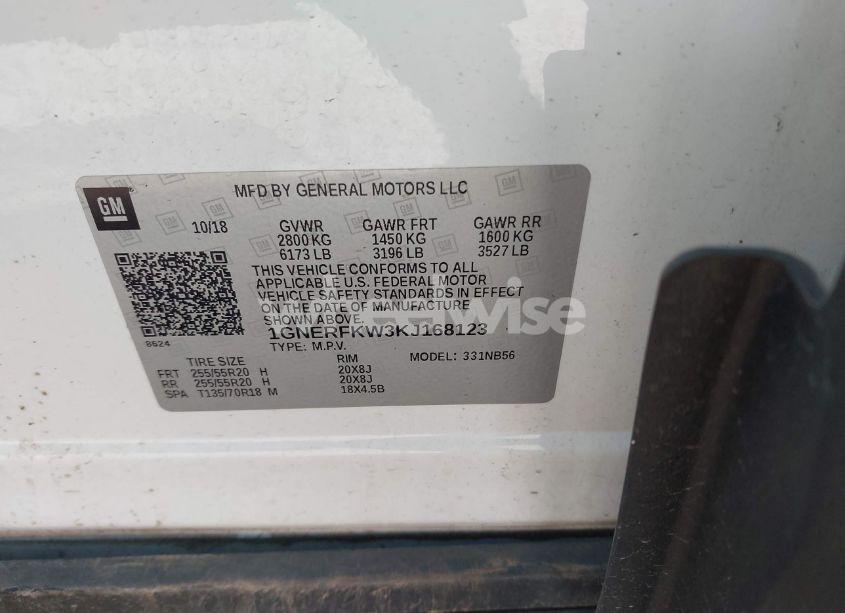 GM
MFD BY GENERAL MOTORS LLC
10/18 GVWR GAWR FRT GAWR RR
2800 KG 1450 KG 1600 KG
6173 LB 3196 LB 3527 LB
THIS VEHICLE CONFORMS TO ALL
APPLICABLE U.S. FEDERAL MOTOR
VEHICLE SAFETY STANDARDS IN EFFECT
ON THE DATE OF MANUFACTURE
SHOWN ABOVE.
1GNERFKW3KJ168123
8624
TYPE: M.P.V. MODEL: 331NB56
TIRE SIZE RIM
FRT 255/55R20 H 20X8J
RR 255/55R20 H 20X8J
SPA T135/70R18 M 18X4.5B